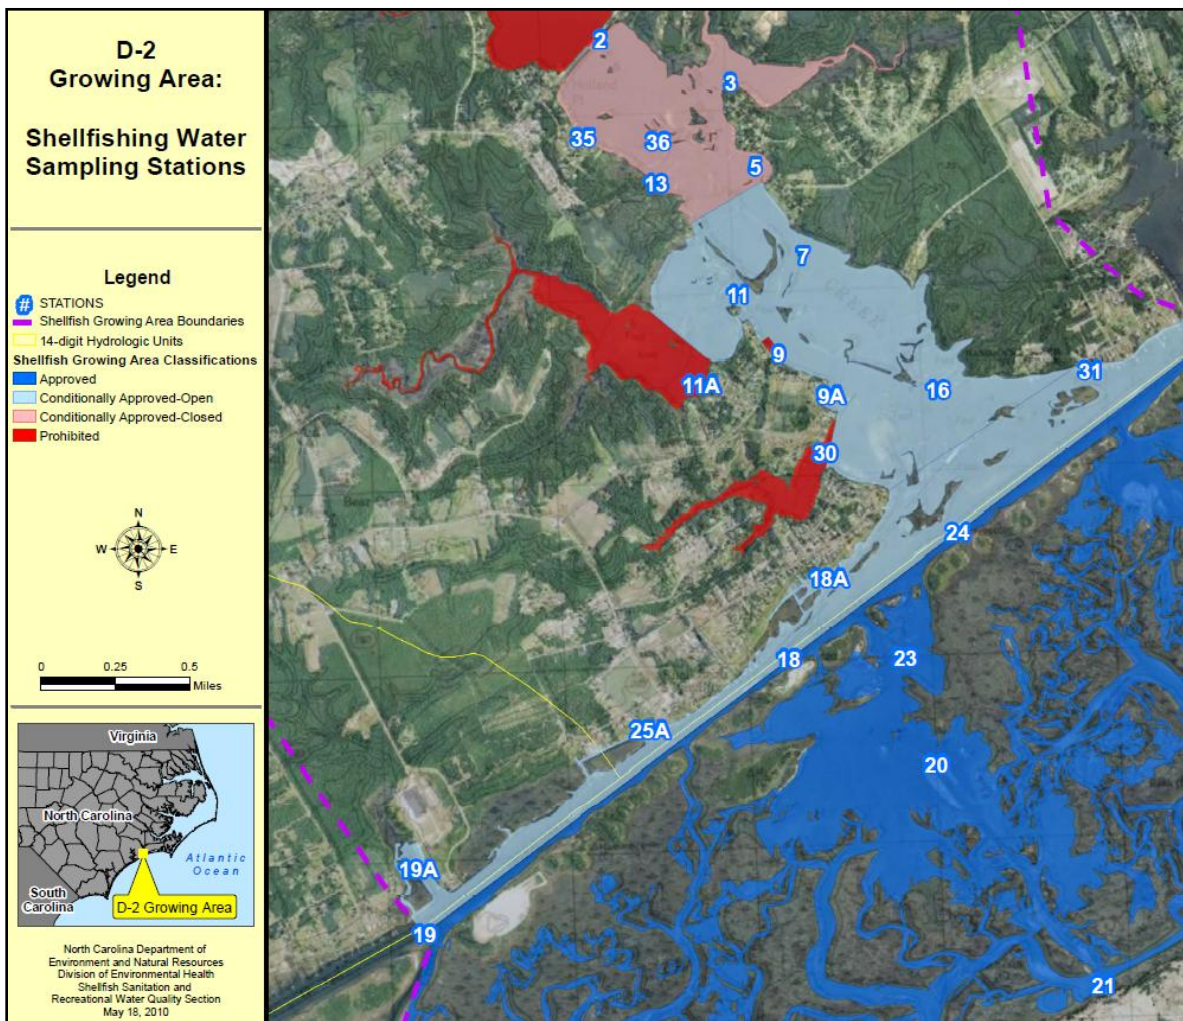 D-2
Growing Area:
Shellfishing Water
Sampling Stations
Legend
# STATIONS
Shellfish Growing Area Boundaries
14-digit Hydrologic Units
Shellfish Growing Area Classifications
Approved
Conditionally Approved-Open
Conditionally Approved-Closed
Prohibited
N
W E
S
0 0.25 0.5
Miles
Virginia
North Carolina
Atlantic
Ocean
South
Carolina
D-2 Growing Area
North Carolina Department of
Environment and Natural Resources
Division of Environmental Health
Shellfish Sanitation and
Recreational Water Quality Section
May 18, 2010
2
3
35
36
13
5
7
CREEK
11
9
11A
9A
16
31
30
24
18A
18
23
25A
20
19A
19
21